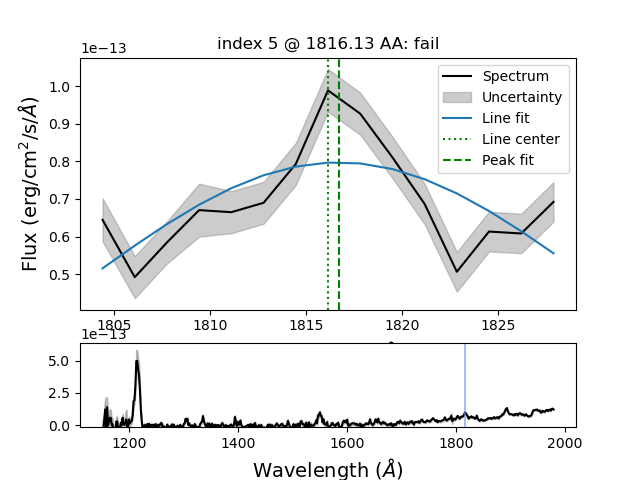 index 5 @ 1816.13 AA: fail
1e−13
Flux (erg/cm²/s/Å)
1.0
0.9
0.8
0.7
0.6
0.5
Spectrum
Uncertainty
Line fit
Line center
Peak fit
1805 1810 1815 1820 1825
1e−13
5.0
2.5
0.0
1200 1400 1600 1800 2000
Wavelength (Å)